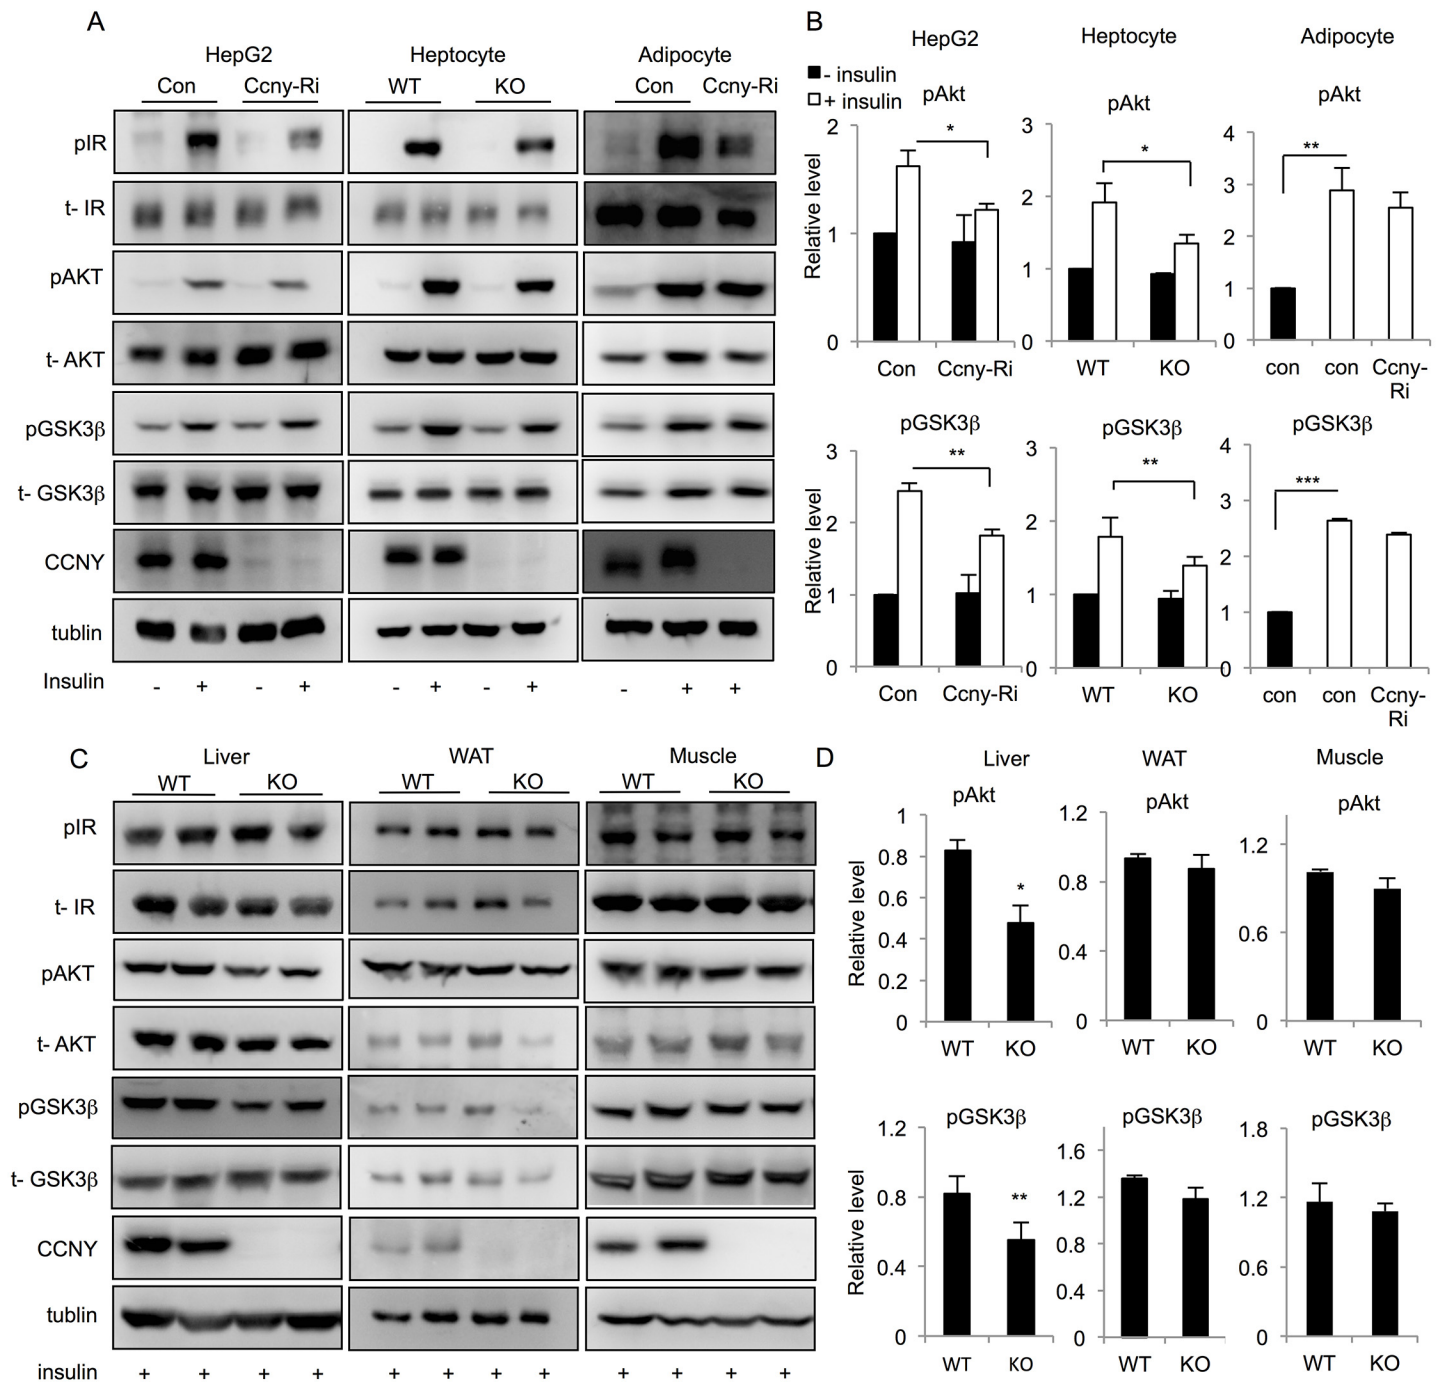 A
HepG2
Heptocyte
Adipocyte
Con
Ccny-Ri
WT
KO
Con
Ccny-Ri
pIR
t- IR
pAKT
t- AKT
pGSK3β
t- GSK3β
CCNY
tublin
Insulin
- + - + - + - + - + +
B
HepG2
Heptocyte
Adipocyte
- insulin
+ insulin
pAkt
pAkt
pAkt
Relative level
2
1
0
*
Con
Ccny-Ri
3
2
1
0
*
WT
KO
4
3
2
1
0
**
con
con
Ccny-
Ri
pGSK3β
pGSK3β
pGSK3β
Relative level
3
2
1
0
**
Con
Ccny-Ri
3
2
1
0
**
WT
KO
4
3
2
1
0
***
con
con
Ccny-
Ri
C
Liver
WAT
Muscle
WT
KO
WT
KO
WT
KO
pIR
t- IR
pAKT
t- AKT
pGSK3β
t- GSK3β
CCNY
tublin
insulin
+ + + + + + + + + + + +
D
Liver
WAT
Muscle
pAkt
pAkt
pAkt
Relative level
1
0.8
0.6
0.4
0.2
0
*
WT
KO
1.2
0.8
0.4
0
WT
KO
1.2
0.6
0
WT
KO
pGSK3β
pGSK3β
pGSK3β
Relative level
1.2
0.8
0.4
0
**
WT
KO
1.6
1.2
0.8
0.4
0
WT
KO
1.8
1.2
0.6
0
WT
KO